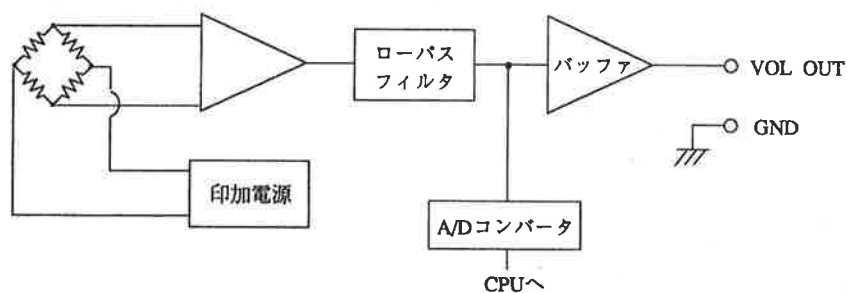 ローパス
フィルタ
バッファ
VOL OUT
GND
印加電源
A/Dコンバータ
CPUへ